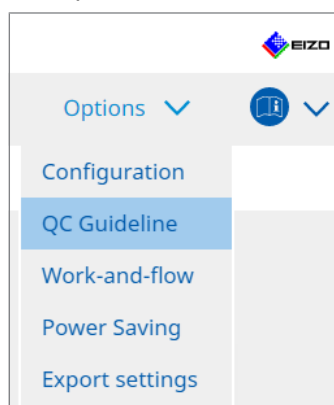 EIZO
Options
Configuration
QC Guideline
Work-and-flow
Power Saving
Export settings